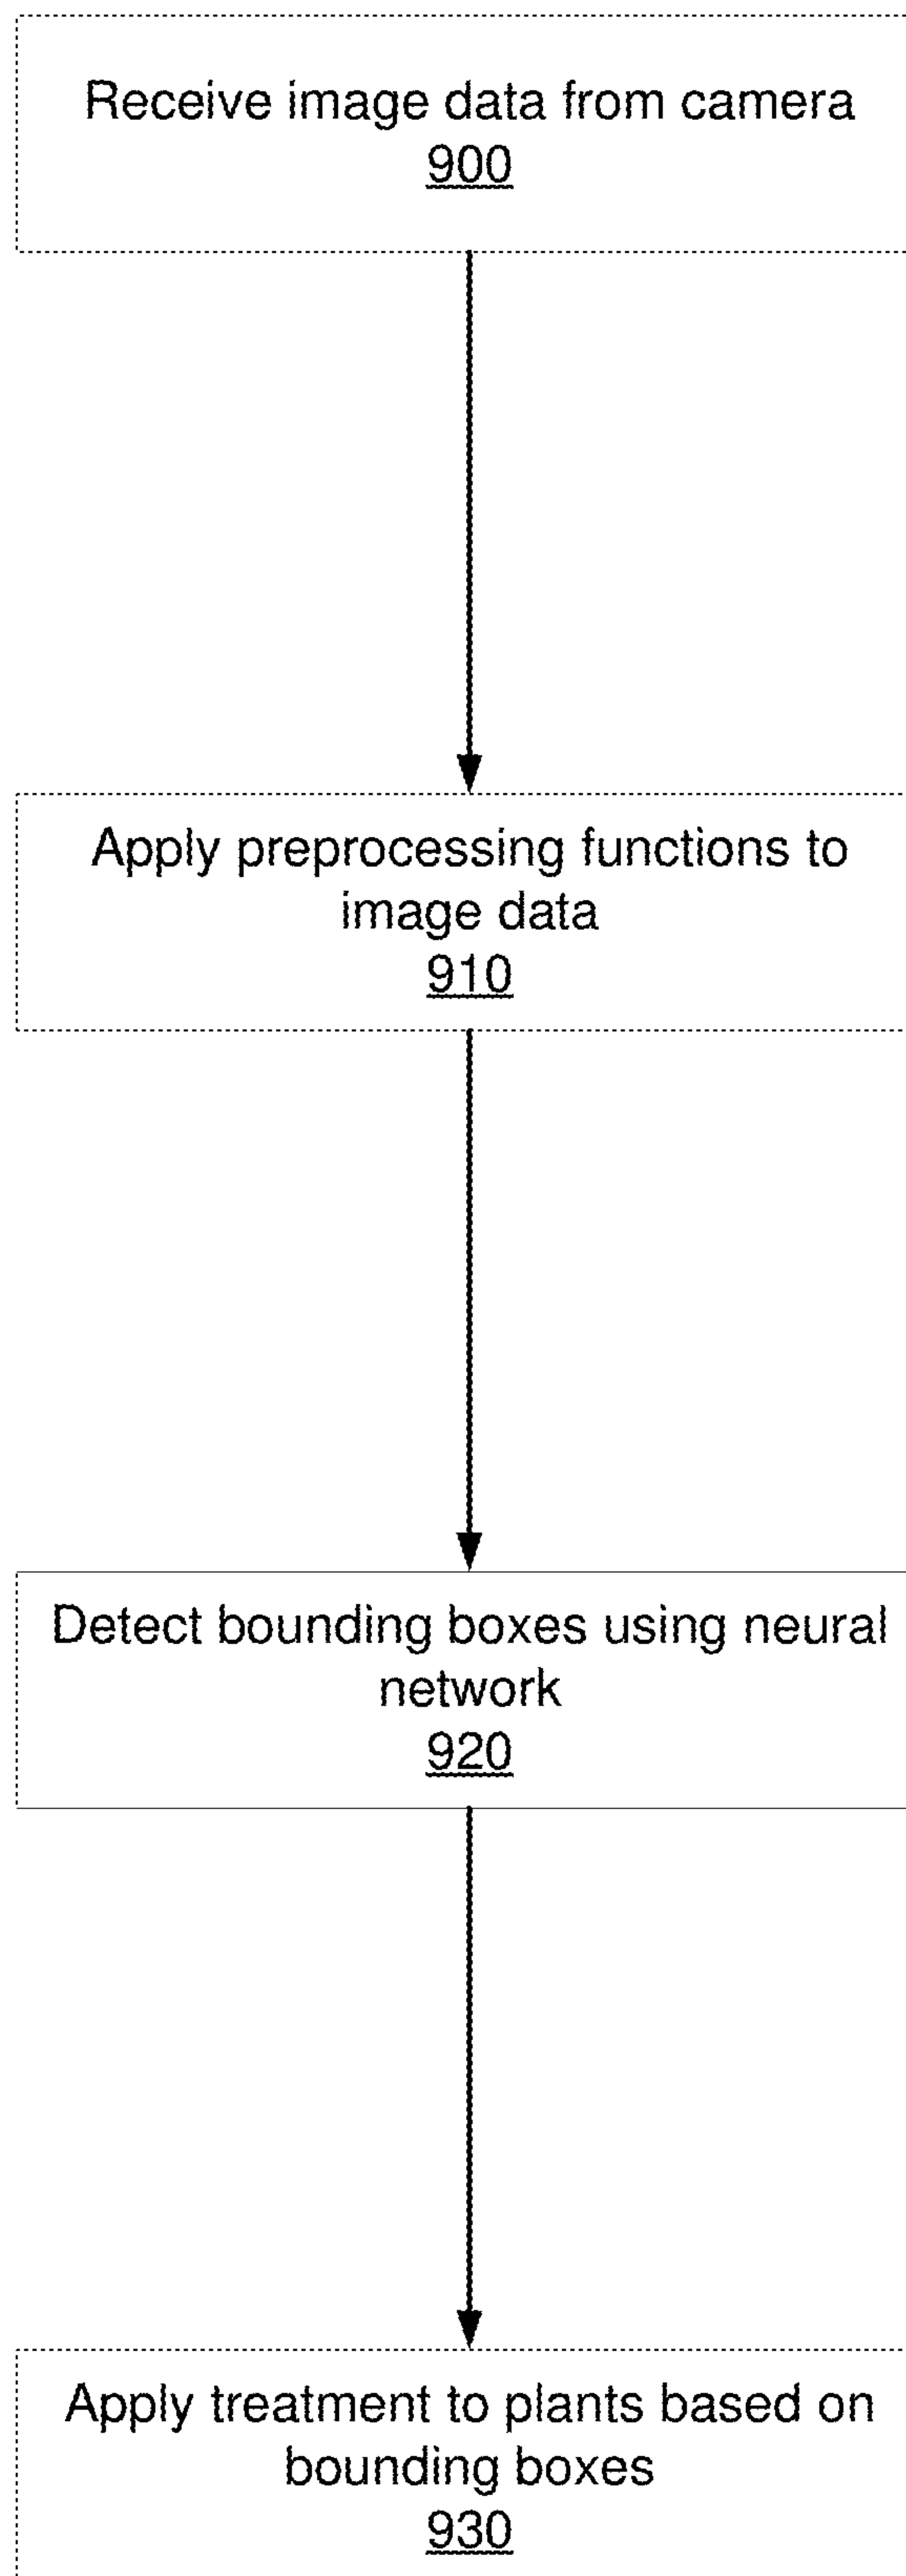 Receive image data from camera
900
Apply preprocessing functions to
image data
910
Detect bounding boxes using neural
network
920
Apply treatment to plants based on
bounding boxes
930